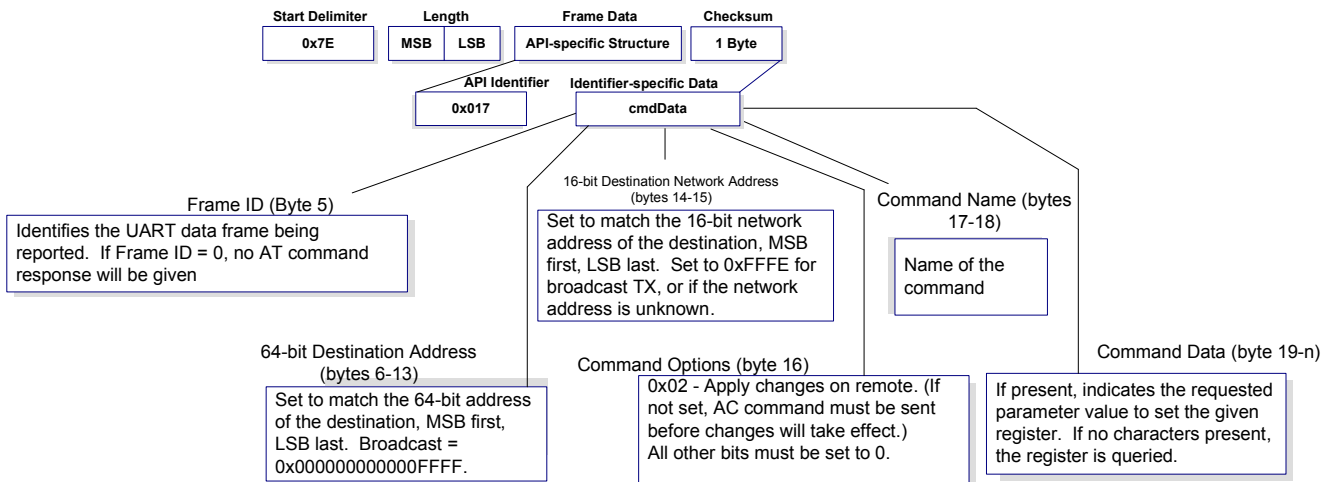 Start Delimiter Length Frame Data Checksum
0x7E MSB LSB API-specific Structure 1 Byte
API Identifier Identifier-specific Data
0x017 cmdData
Frame ID (Byte 5)
Identifies the UART data frame being
reported. If Frame ID = 0, no AT command
response will be given
16-bit Destination Network Address
(bytes 14-15)
Set to match the 16-bit network
address of the destination, MSB
first, LSB last. Set to 0xFFFE for
broadcast TX, or if the network
address is unknown.
Command Name (bytes
17-18)
Name of the
command
64-bit Destination Address
(bytes 6-13)
Set to match the 64-bit address
of the destination, MSB first,
LSB last. Broadcast =
0x000000000000FFFF.
Command Options (byte 16)
0x02 - Apply changes on remote. (If
not set, AC command must be sent
before changes will take effect.)
All other bits must be set to 0.
Command Data (byte 19-n)
If present, indicates the requested
parameter value to set the given
register. If no characters present,
the register is queried.